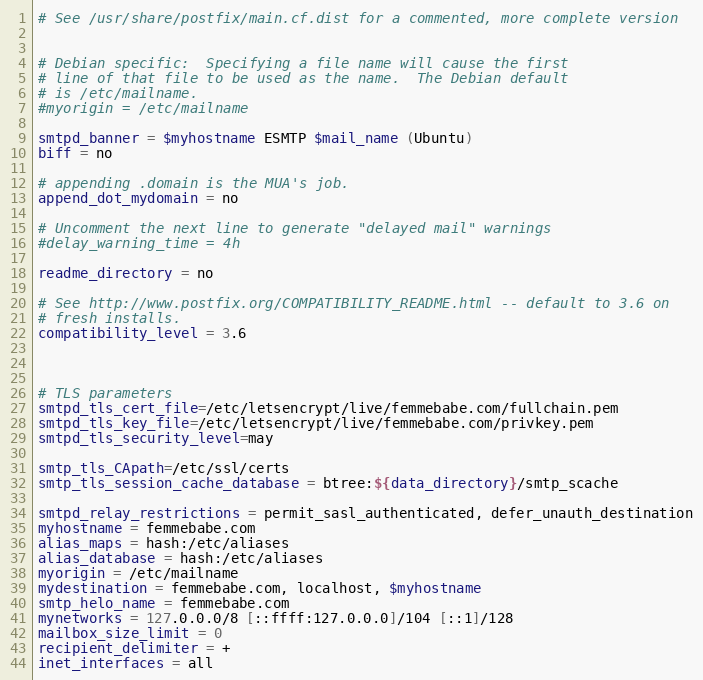 1 # See /usr/share/postfix/main.cf.dist for a commented, more complete version
2
3
4 # Debian specific:  Specifying a file name will cause the first
5 # line of that file to be used as the name.  The Debian default
6 # is /etc/mailname.
7 #myorigin = /etc/mailname
8
9 smtpd_banner = $myhostname ESMTP $mail_name (Ubuntu)
10 biff = no
11
12 # appending .domain is the MUA's job.
13 append_dot_mydomain = no
14
15 # Uncomment the next line to generate "delayed mail" warnings
16 #delay_warning_time = 4h
17
18 readme_directory = no
19
20 # See http://www.postfix.org/COMPATIBILITY_README.html -- default to 3.6 on
21 # fresh installs.
22 compatibility_level = 3.6
23
24
25
26 # TLS parameters
27 smtpd_tls_cert_file=/etc/letsencrypt/live/femmebabe.com/fullchain.pem
28 smtpd_tls_key_file=/etc/letsencrypt/live/femmebabe.com/privkey.pem
29 smtpd_tls_security_level=may
30
31 smtp_tls_CApath=/etc/ssl/certs
32 smtp_tls_session_cache_database = btree:${data_directory}/smtp_scache
33
34 smtpd_relay_restrictions = permit_sasl_authenticated, defer_unauth_destination
35 myhostname = femmebabe.com
36 alias_maps = hash:/etc/aliases
37 alias_database = hash:/etc/aliases
38 myorigin = /etc/mailname
39 mydestination = femmebabe.com, localhost, $myhostname
40 smtp_helo_name = femmebabe.com
41 mynetworks = 127.0.0.0/8 [::ffff:127.0.0.0]/104 [::1]/128
42 mailbox_size_limit = 0
43 recipient_delimiter = +
44 inet_interfaces = all